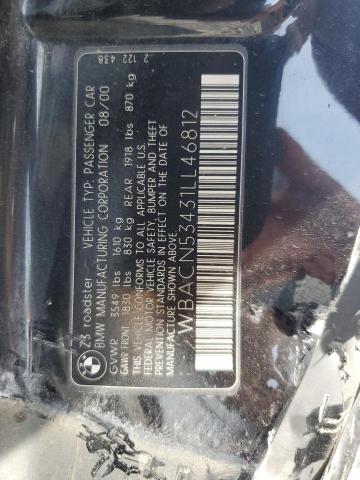 Z3 roadster VEHICLE TYP: PASSENGER CAR 2 122 438
BMW MANUFACTURING CORPORATION 08/00
GVWR 3549 lbs 1610 kg
GAWR FRONT 1830 lbs 830 kg REAR 1918 lbs 870 kg
THIS VEHICLE CONFORMS TO ALL APPLICABLE U.S.
FEDERAL MOTOR VEHICLE SAFETY, BUMPER AND THEFT
PREVENTION STANDARDS IN EFFECT ON THE DATE OF
MANUFACTURE SHOWN ABOVE.
WBACN53431LL46812